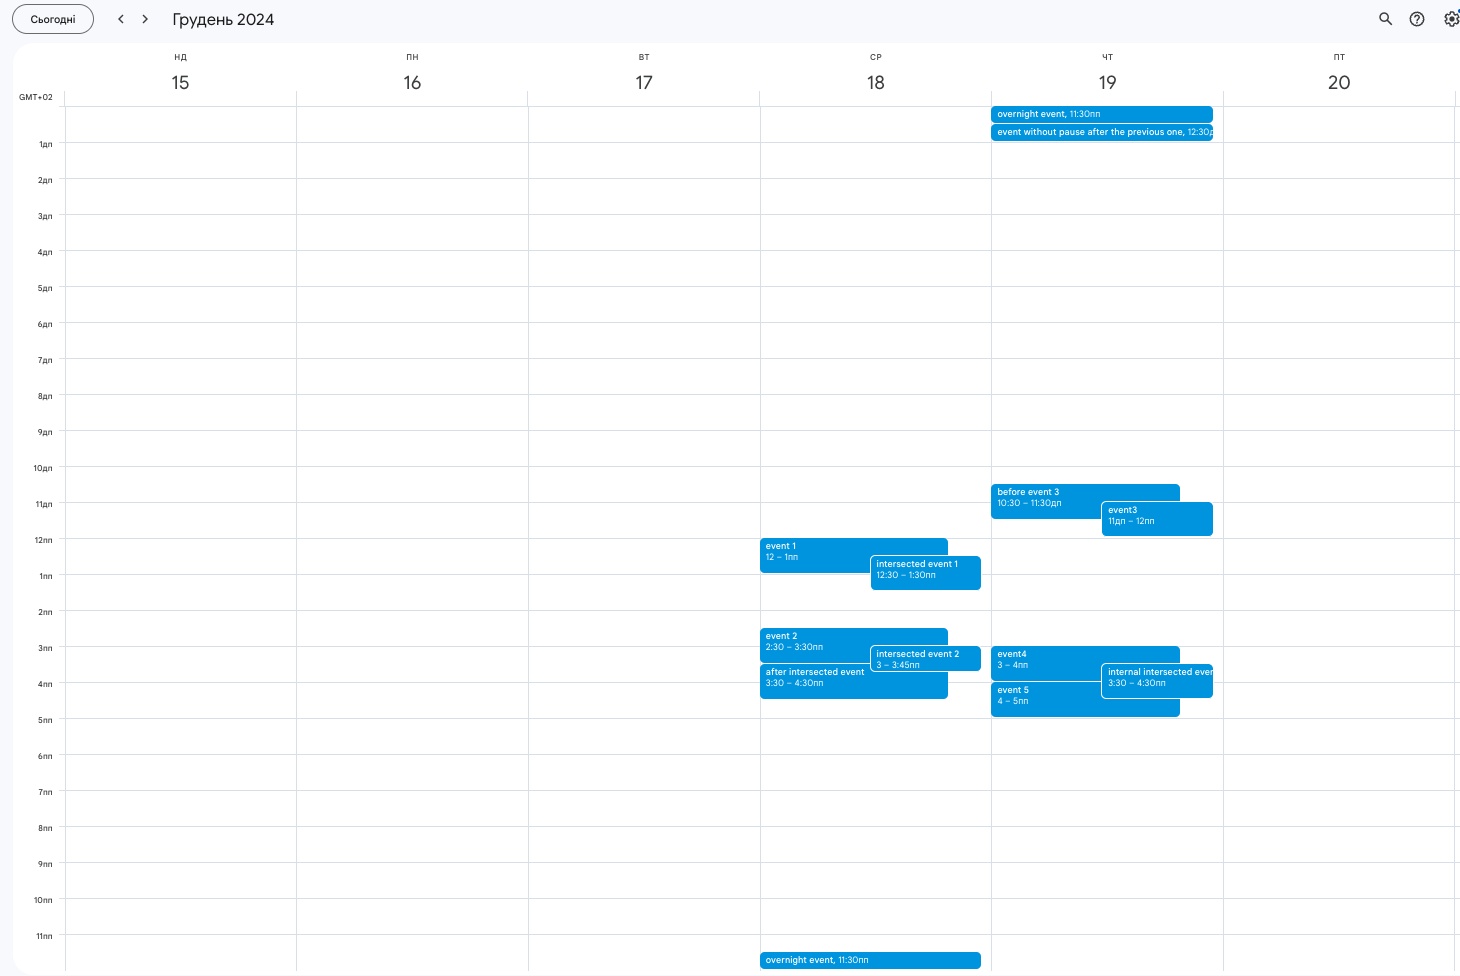 Сьогодні
Грудень 2024
НД
ПН
ВТ
СР
ЧТ
ПТ
15
16
17
18
19
20
GMT+02
overnight event, 11:30пп
event without pause after the previous one, 12:30д
1дп
2дп
3дп
4дп
5дп
6дп
7дп
8дп
9дп
10дп
before event 3
10:30 – 11:30дп
11дп
event3
11дп – 12пп
12пп
event 1
12 – 1пп
intersected event 1
12:30 – 1:30пп
1пп
2пп
event 2
2:30 – 3:30пп
3пп
intersected event 2
3 – 3:45пп
event4
3 – 4пп
after intersected event
3:30 – 4:30пп
internal intersected even
3:30 – 4:30пп
4пп
event 5
4 – 5пп
5пп
6пп
7пп
8пп
9пп
10пп
11пп
overnight event, 11:30пп